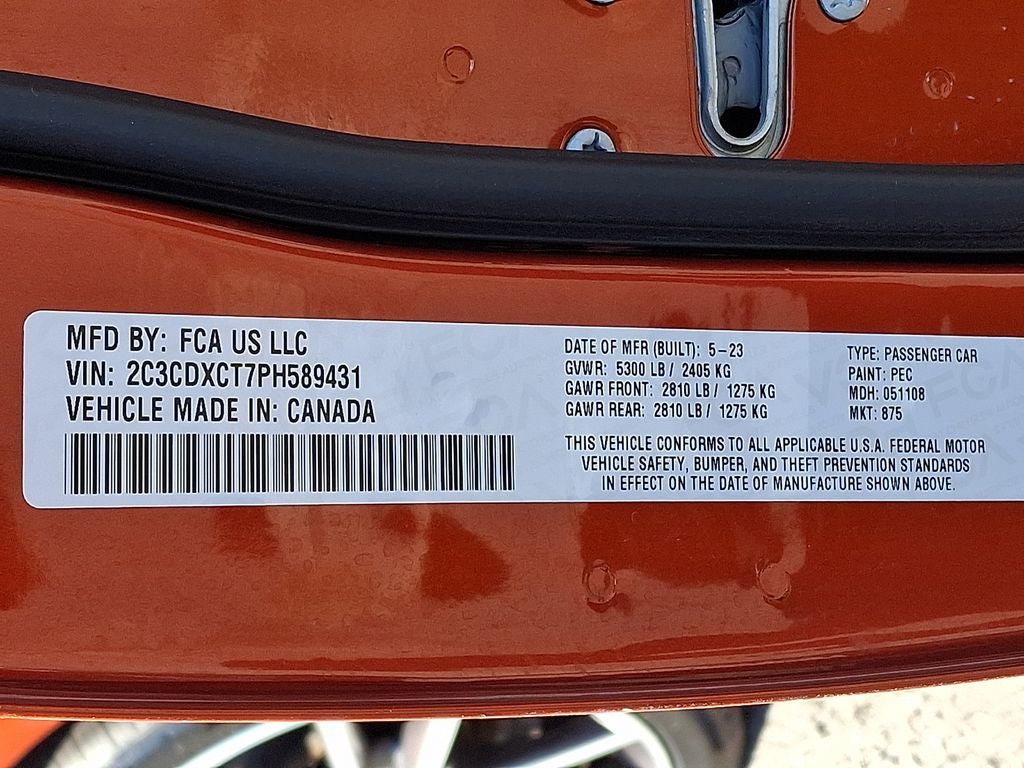 MFD BY: FCA US LLC
VIN: 2C3CDXCT7PH589431
VEHICLE MADE IN: CANADA
DATE OF MFR (BUILT): 5-23
GVWR: 5300 LB / 2405 KG
GAWR FRONT: 2810 LB / 1275 KG
GAWR REAR: 2810 LB / 1275 KG
TYPE: PASSENGER CAR
PAINT: PEC
MDH: 051108
MKT: 875
THIS VEHICLE CONFORMS TO ALL APPLICABLE U.S.A. FEDERAL MOTOR
VEHICLE SAFETY, BUMPER, AND THEFT PREVENTION STANDARDS
IN EFFECT ON THE DATE OF MANUFACTURE SHOWN ABOVE.